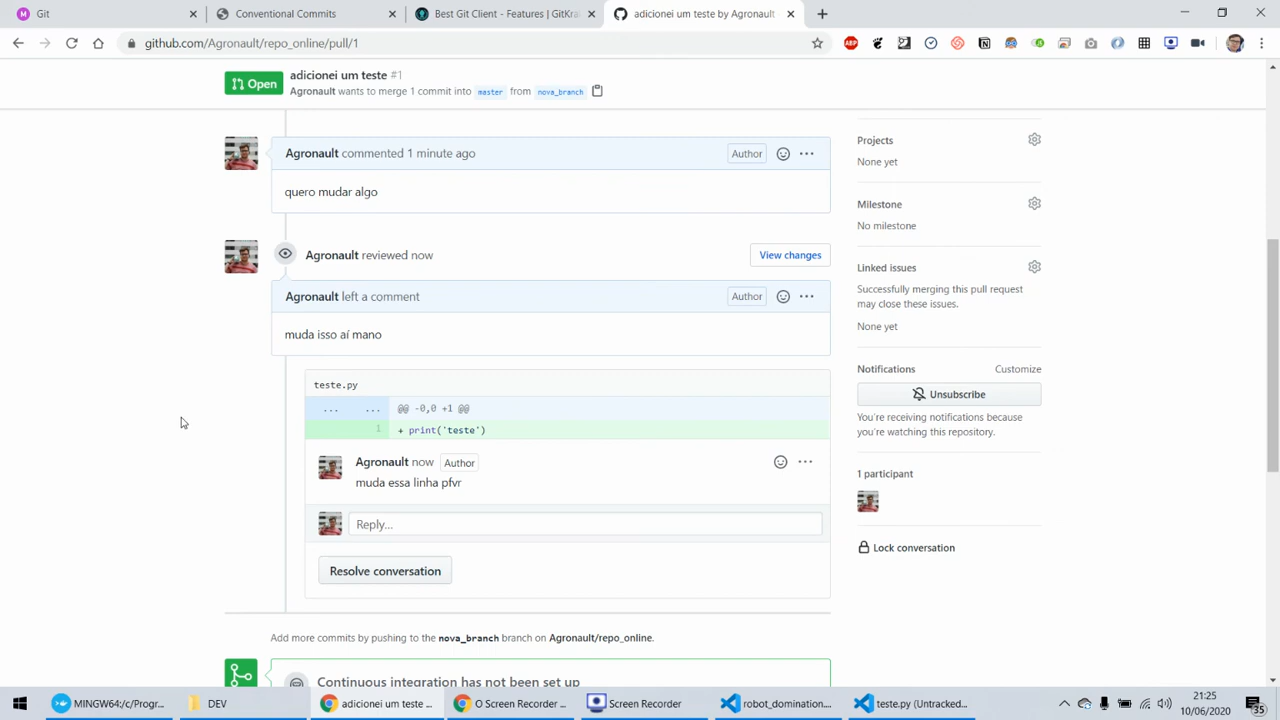 Git
Conventional Commits
Best Git Client - Features | GitKra
adicionei um teste by Agronault
github.com/Agronault/repo_online/pull/1
ABP
Open
adicionei um teste #1
Agronault wants to merge 1 commit into master from nova_branch
Agronault commented 1 minute ago
Author
quero mudar algo
Agronault reviewed now
View changes
Agronault left a comment
Author
muda isso aí mano
teste.py
... ... @@ -0,0 +1 @@
1 + print('teste')
Agronault now Author
muda essa linha pfvr
Reply...
Resolve conversation
Add more commits by pushing to the nova_branch branch on Agronault/repo_online.
Continuous integration has not been set up
Projects
None yet
Milestone
No milestone
Linked issues
Successfully merging this pull request
may close these issues.
None yet
Notifications
Customize
Unsubscribe
You're receiving notifications because
you're watching this repository.
1 participant
Lock conversation
MINGW64:/c/Progr...
DEV
adicionei um teste ...
O Screen Recorder ...
Screen Recorder
robot_domination...
teste.py (Untracked...
21:25
10/06/2020
35